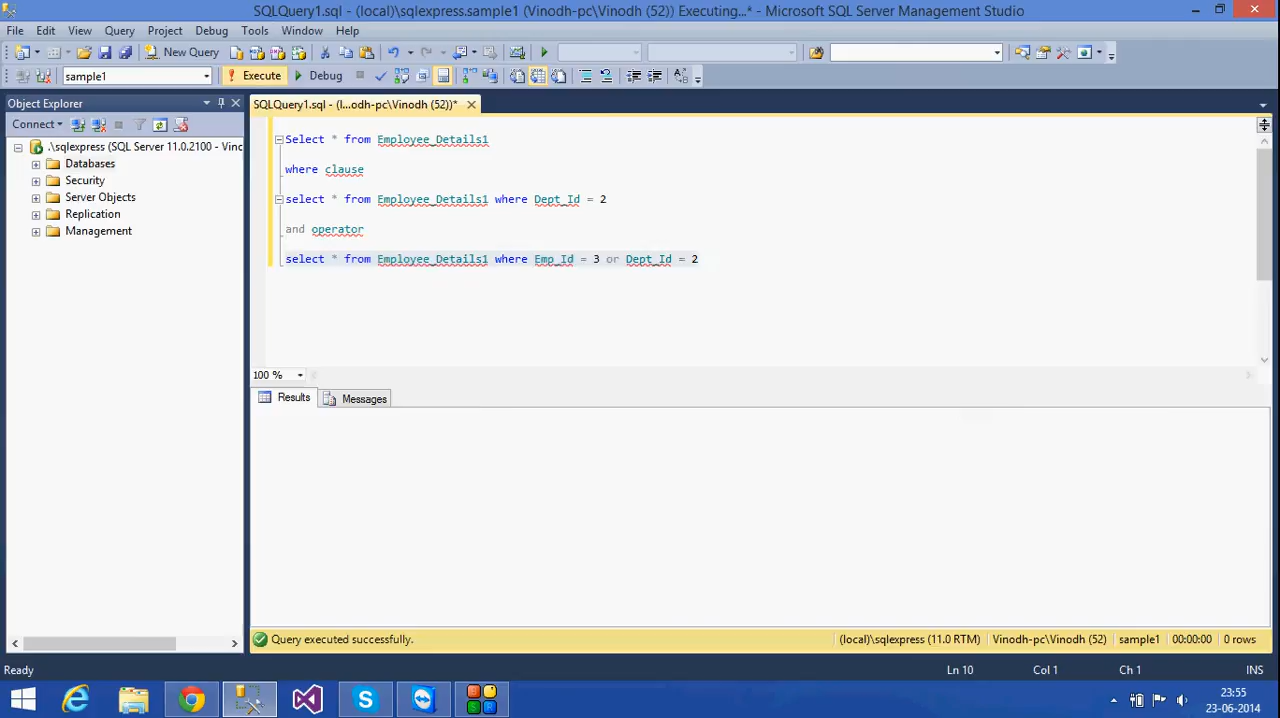 SQLQuery1.sql - (local)\sqlexpress.sample1 (Vinodh-pc\Vinodh (52)) Executing...* - Microsoft SQL Server Management Studio
File Edit View Query Project Debug Tools Window Help
New Query
sample1 Execute Debug
Object Explorer
SQLQuery1.sql - (l...odh-pc\Vinodh (52))*
Connect
.\sqlexpress (SQL Server 11.0.2100 - Vinc
Databases
Security
Server Objects
Replication
Management
Select * from Employee_Details1
where clause
select * from Employee_Details1 where Dept_Id = 2
and operator
select * from Employee_Details1 where Emp_Id = 3 or Dept_Id = 2
100 %
Results Messages
Query executed successfully. (local)\sqlexpress (11.0 RTM) Vinodh-pc\Vinodh (52) sample1 00:00:00 0 rows
Ready Ln 10 Col 1 Ch 1 INS
23:55
23-06-2014